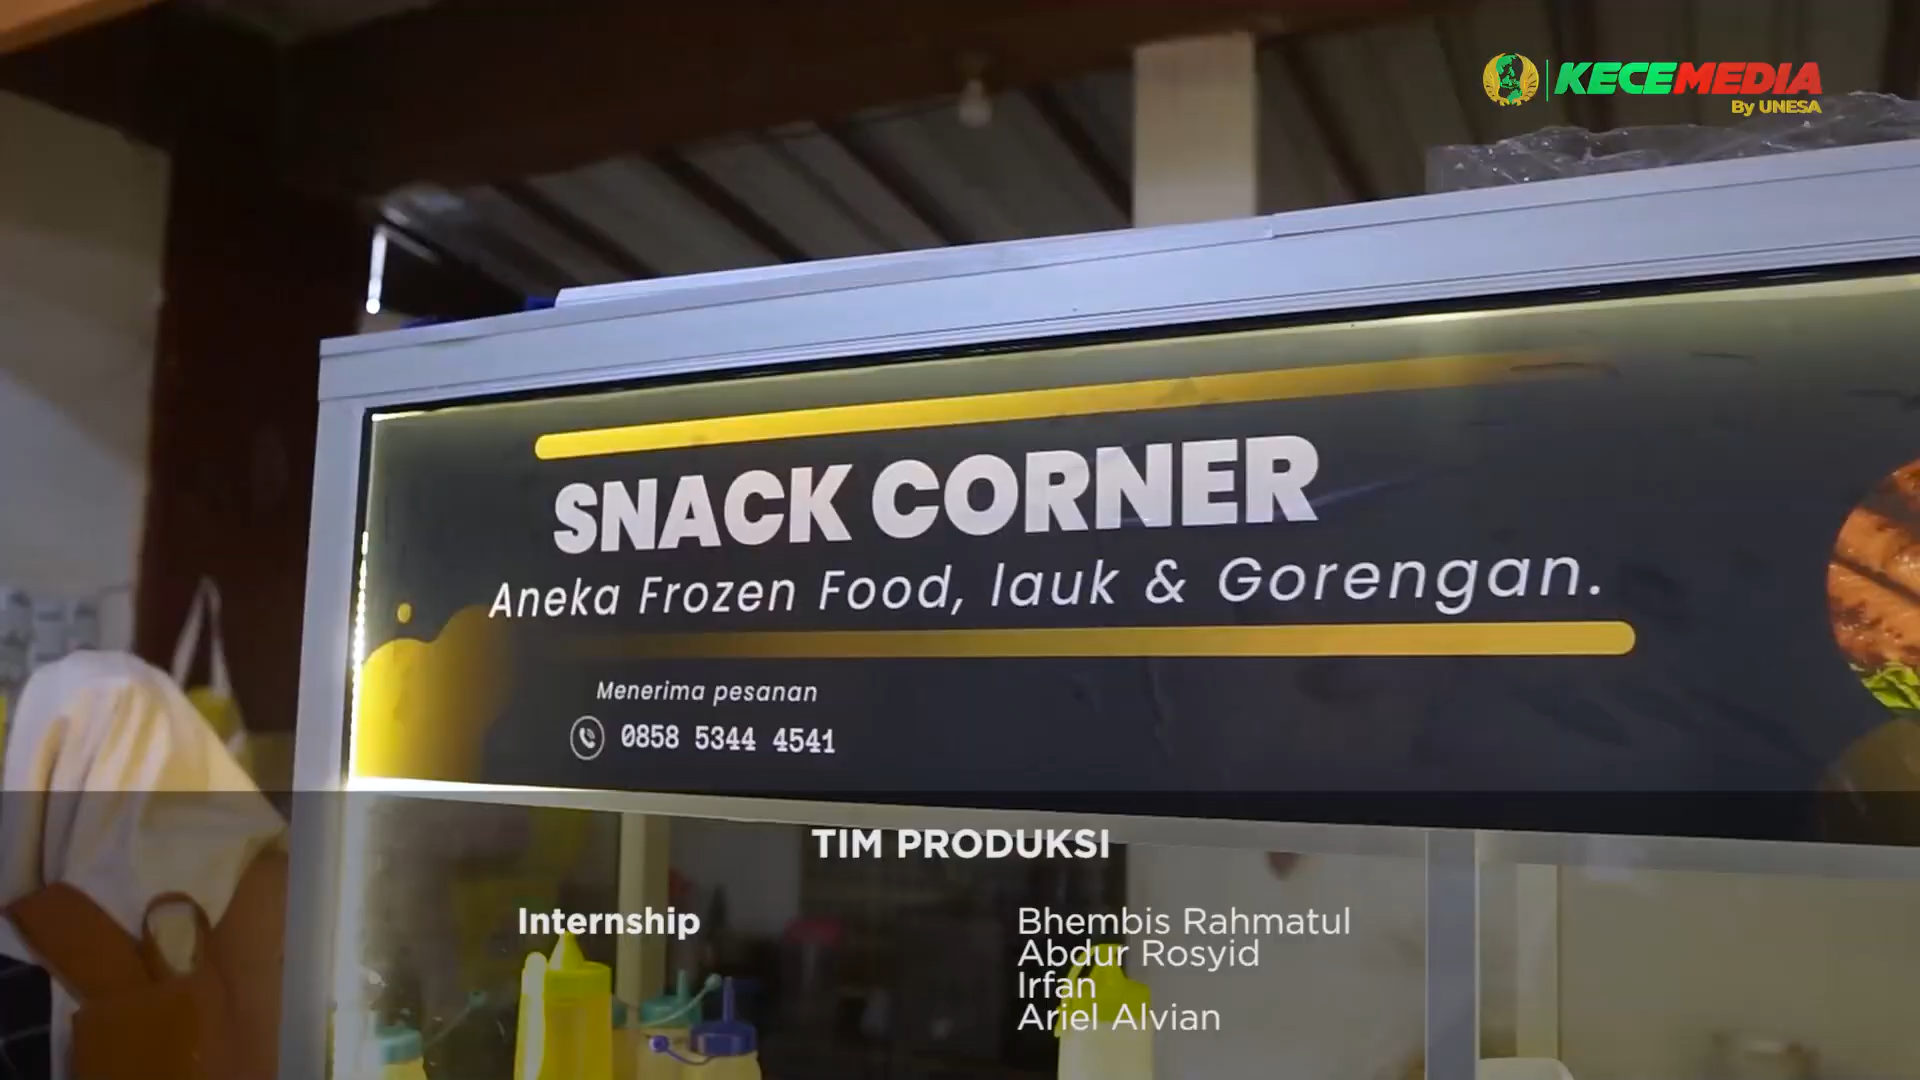 KECEMEDIA
By UNESA
SNACK CORNER
Aneka Frozen Food, lauk & Gorengan.
Menerima pesanan
0858 5344 4541
TIM PRODUKSI
Internship
Bhembis Rahmatul
Abdur Rosyid
Irfan
Ariel Alvian